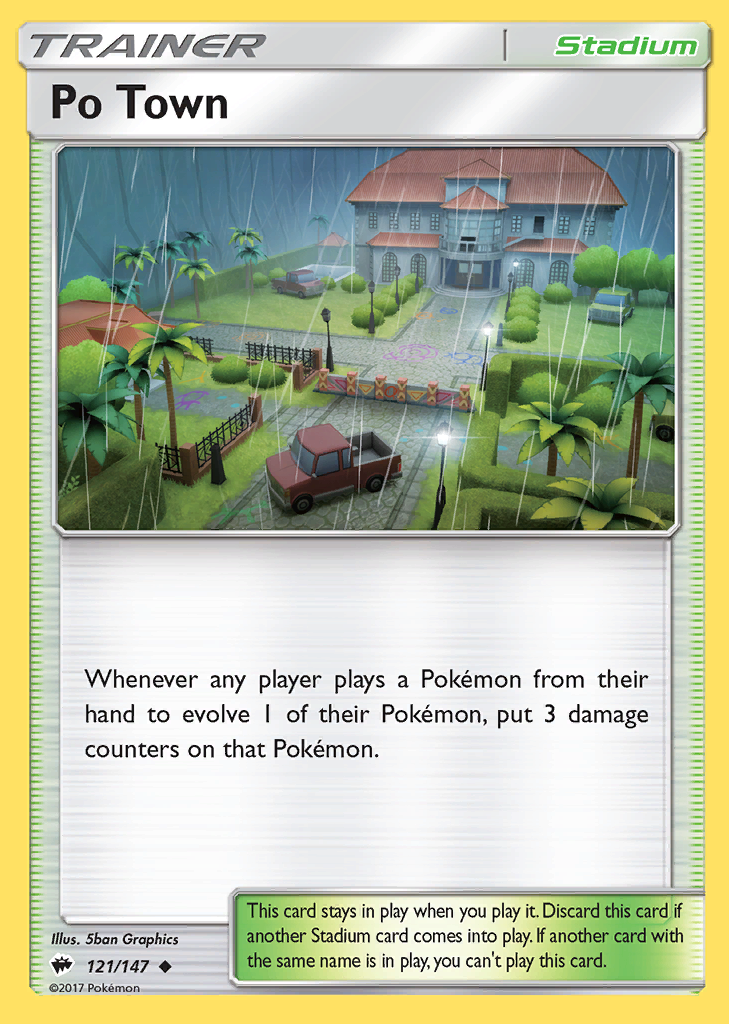 TRAINER
Stadium
Po Town
Whenever any player plays a Pokémon from their
hand to evolve 1 of their Pokémon, put 3 damage
counters on that Pokémon.
This card stays in play when you play it. Discard this card if
another Stadium card comes into play. If another card with
the same name is in play, you can't play this card.
Illus. 5ban Graphics
121/147
©2017 Pokémon